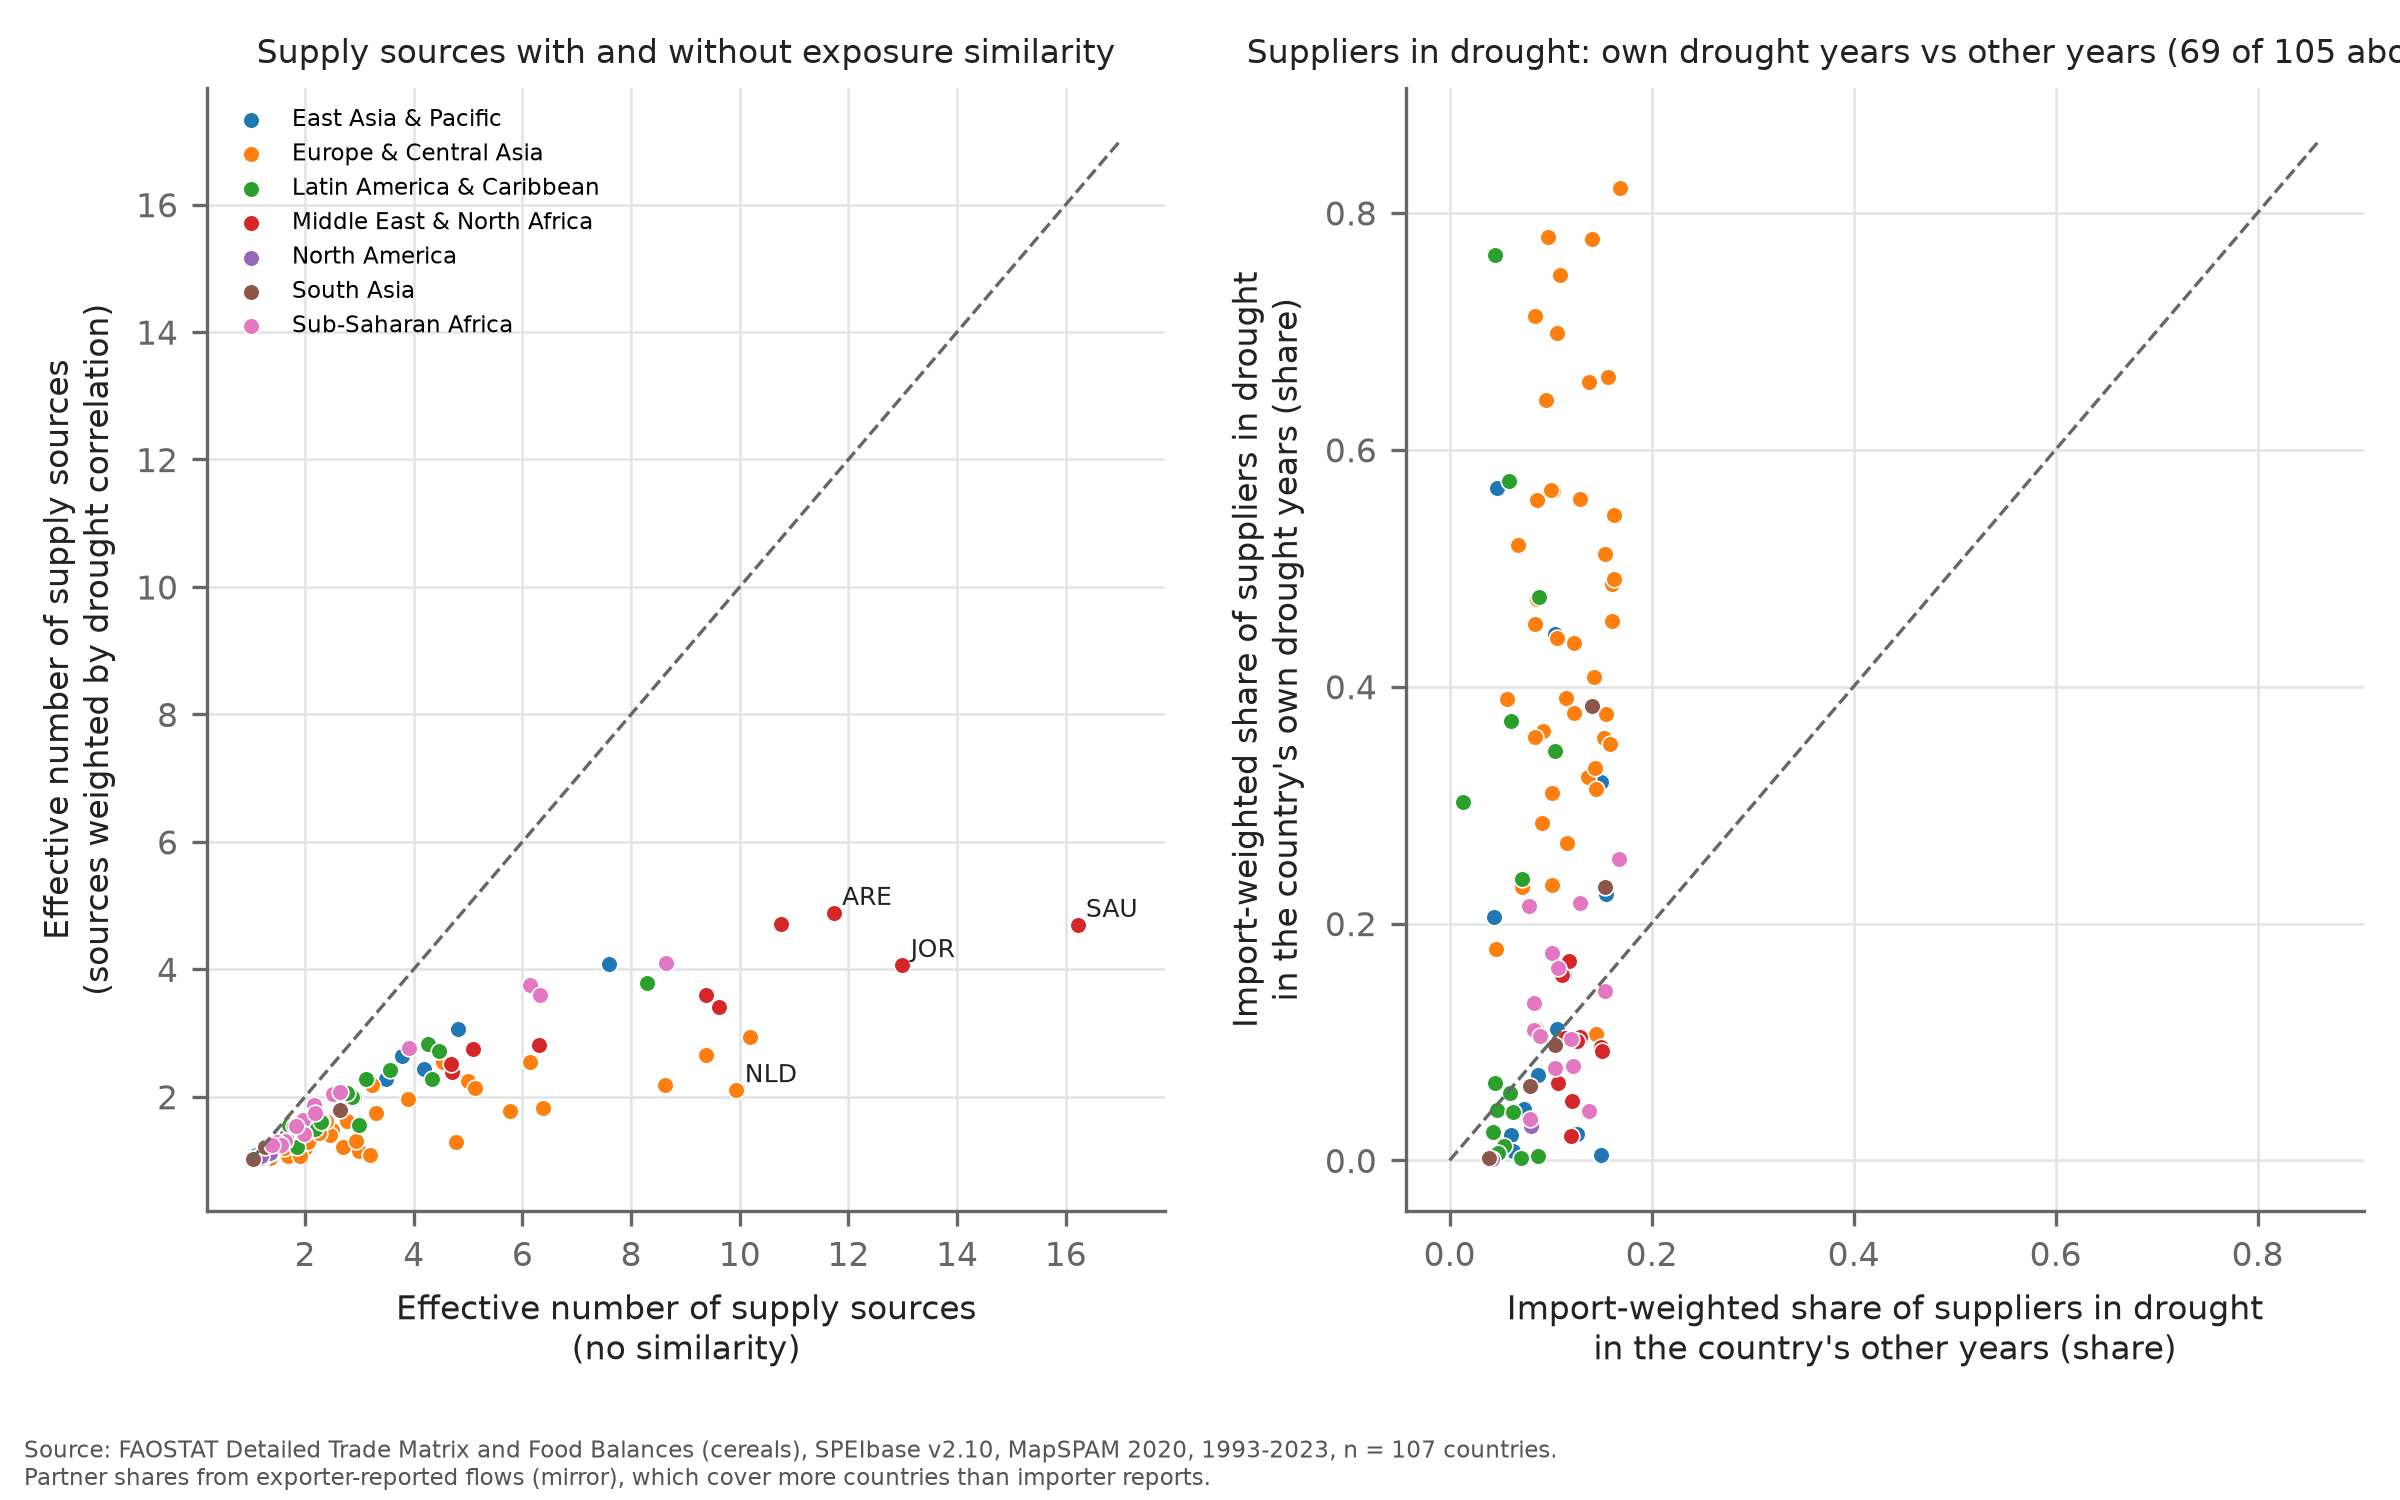 Supply sources with and without exposure similarity
East Asia & Pacific
Europe & Central Asia
Latin America & Caribbean
Middle East & North Africa
North America
South Asia
Sub-Saharan Africa
16
14
12
10
8
6
4
2
Effective number of supply sources
(sources weighted by drought correlation)
ARE
SAU
JOR
NLD
2
4
6
8
10
12
14
16
Effective number of supply sources
(no similarity)
Suppliers in drought: own drought years vs other years (69 of 105 abo
0.8
0.6
0.4
0.2
0.0
Import-weighted share of suppliers in drought
in the country's own drought years (share)
0.0
0.2
0.4
0.6
0.8
Import-weighted share of suppliers in drought
in the country's other years (share)
Source: FAOSTAT Detailed Trade Matrix and Food Balances (cereals), SPEIbase v2.10, MapSPAM 2020, 1993-2023, n = 107 countries.
Partner shares from exporter-reported flows (mirror), which cover more countries than importer reports.